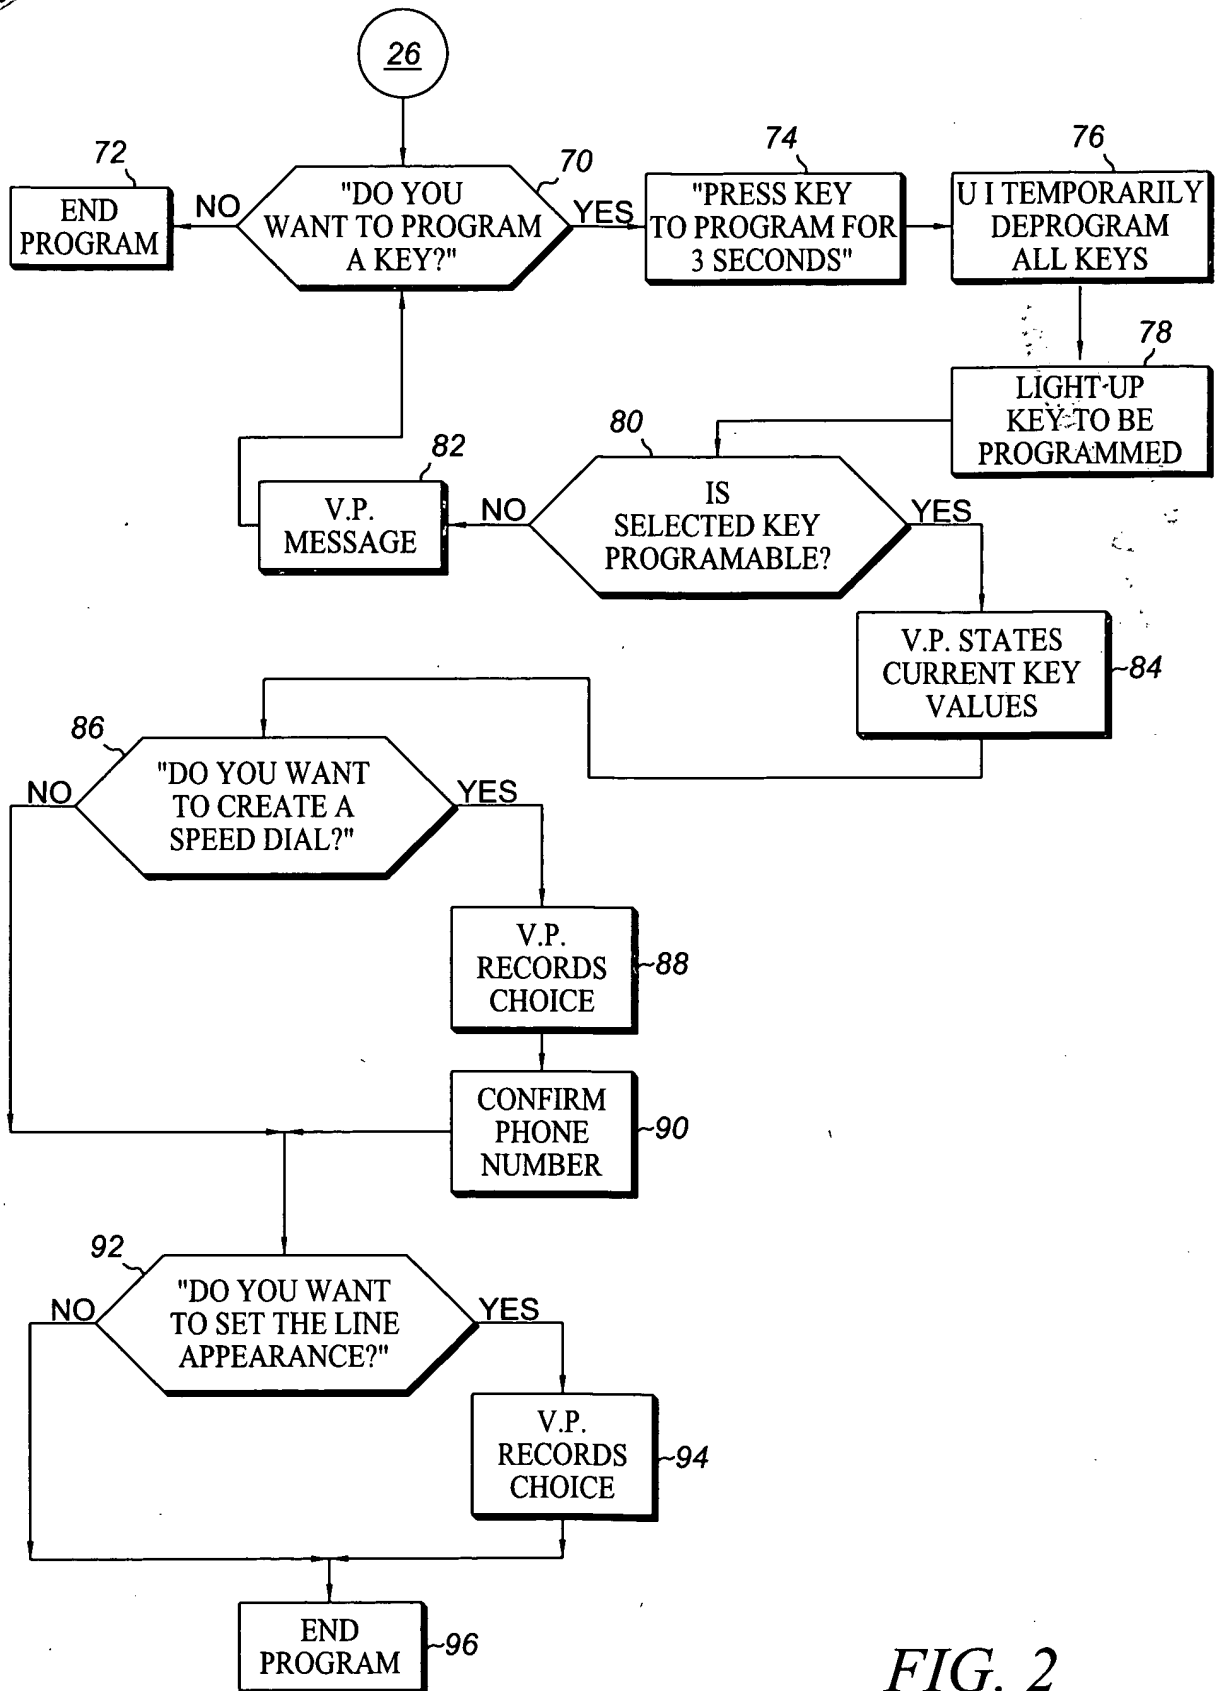 26
72
END
PROGRAM
NO
70
"DO YOU
WANT TO PROGRAM
A KEY?"
YES
74
"PRESS KEY
TO PROGRAM FOR
3 SECONDS"
76
U I TEMPORARILY
DEPROGRAM
ALL KEYS
78
LIGHT-UP
KEY TO BE
PROGRAMMED
80
IS
SELECTED KEY
PROGRAMABLE?
NO
82
V.P.
MESSAGE
YES
V.P. STATES
CURRENT KEY
VALUES
84
86
"DO YOU WANT
TO CREATE A
SPEED DIAL?"
NO
YES
V.P.
RECORDS
CHOICE
88
CONFIRM
PHONE
NUMBER
90
92
"DO YOU WANT
TO SET THE LINE
APPEARANCE?"
NO
YES
V.P.
RECORDS
CHOICE
94
END
PROGRAM
96
FIG. 2